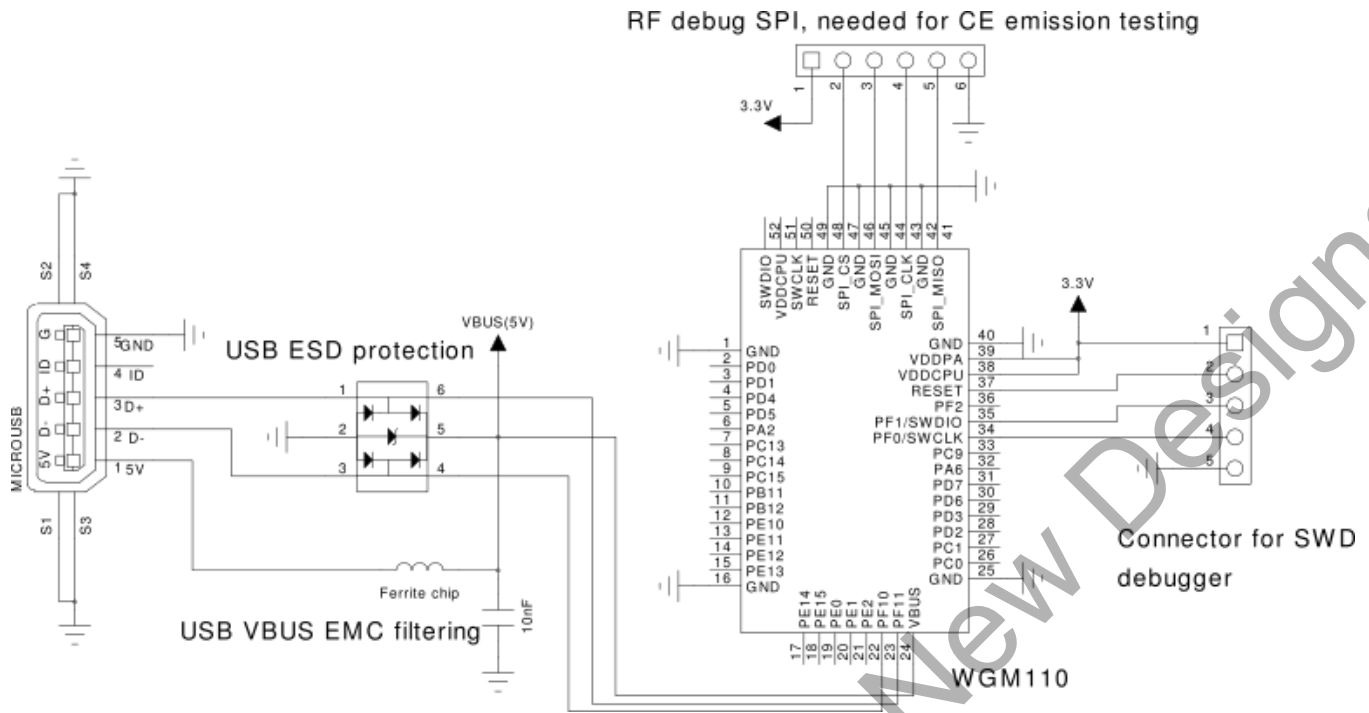 RF debug SPI, needed for CE emission testing
1
2
3
4
5
6
3.3V
S2
S4
MICROUSB
G
ID
D+
D-
5V
5 GND
4 ID
3 D+
2 D-
1 5V
S1
S3
USB ESD protection
VBUS(5V)
1
2
3
6
5
4
Ferrite chip
10nF
USB VBUS EMC filtering
52
51
50
49
48
47
46
45
44
43
42
41
SWDIO
VDDCPU
SWCLK
RESET
GND
SPI_CS
GND
SPI_MOSI
GND
SPI_CLK
GND
SPI_MISO
1 GND
2 PD0
3 PD1
4 PD4
5 PD5
6 PA2
7 PC13
8 PC14
9 PC15
10 PB11
11 PB12
12 PE10
13 PE11
14 PE12
15 PE13
16 GND
GND 40
VDDPA 39
VDDCPU 38
RESET 37
PF2 36
PF1/SWDIO 35
PF0/SWCLK 34
PC9 33
PA6 32
PD7 31
PD6 30
PD3 29
PD2 28
PC1 27
PC0 26
GND 25
PE14
PE15
PE0
PE1
PE2
PF10
PF11
VBUS
17
18
19
20
21
22
23
24
WGM110
3.3V
1
2
3
4
5
Connector for SWD
debugger
New Design